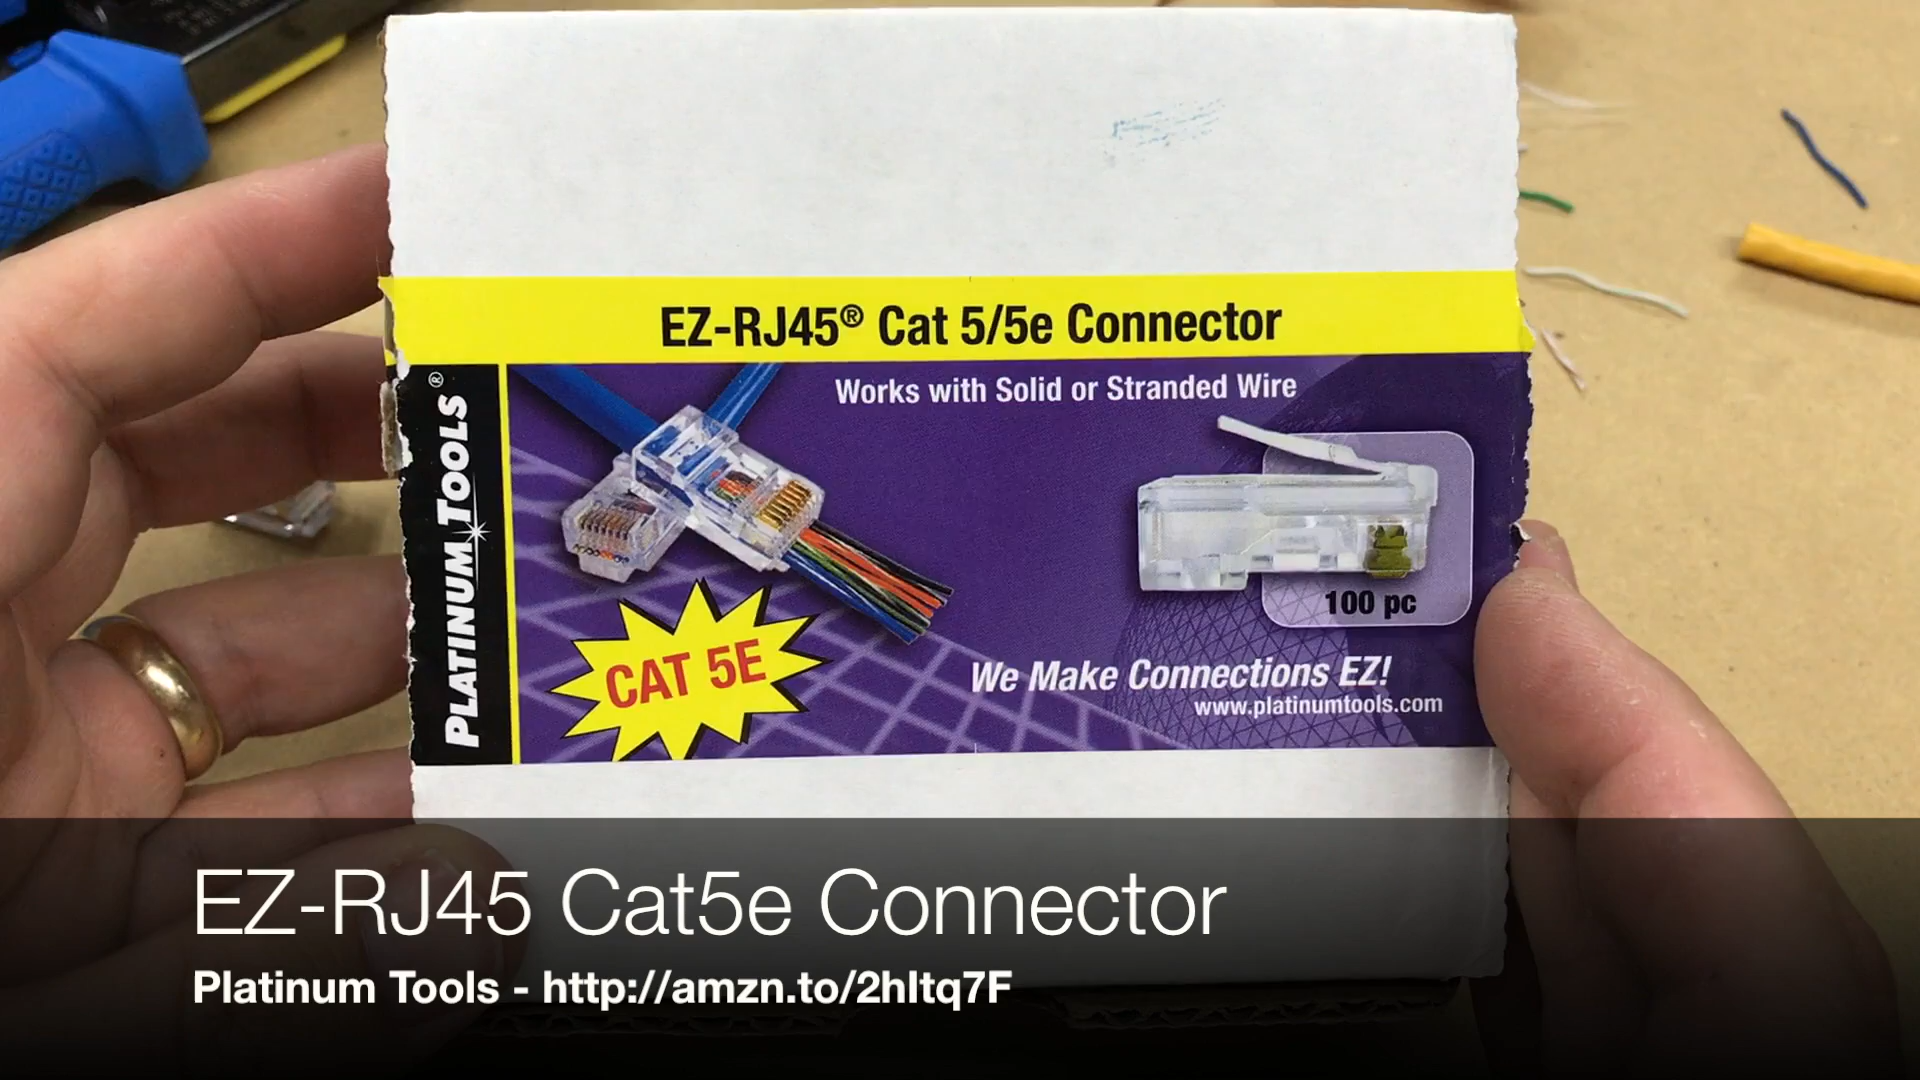 EZ-RJ45® Cat 5/5e Connector
PLATINUM TOOLS®
Works with Solid or Stranded Wire
100 pc
CAT 5E
We Make Connections EZ!
www.platinumtools.com
EZ-RJ45 Cat5e Connector
Platinum Tools - http://amzn.to/2hItq7F